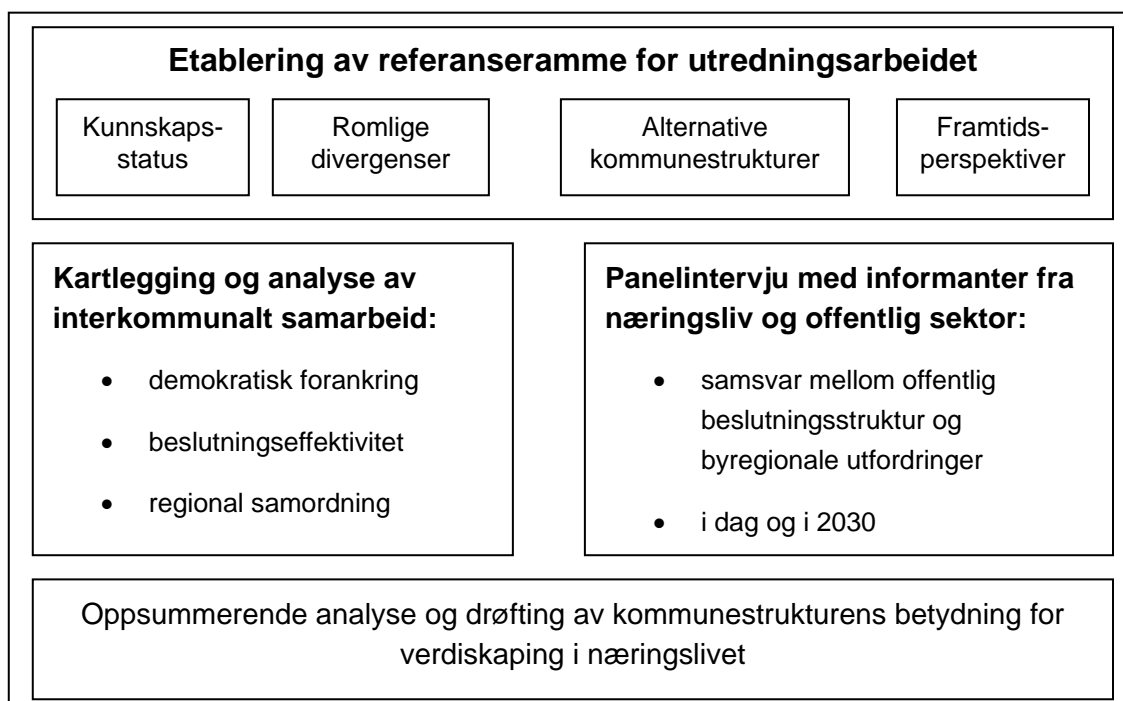 Etablering av referanseramme for utredningsarbeidet
Kunnskaps-
status
Romlige
divergenser
Alternative
kommunestrukturer
Framtids-
perspektiver
Kartlegging og analyse av
interkommunalt samarbeid:
• demokratisk forankring
• beslutningseffektivitet
• regional samordning
Panelintervju med informanter fra
næringsliv og offentlig sektor:
• samsvar mellom offentlig
beslutningsstruktur og
byregionale utfordringer
• i dag og i 2030
Oppsummerende analyse og drøfting av kommunestrukturens betydning for
verdiskaping i næringslivet